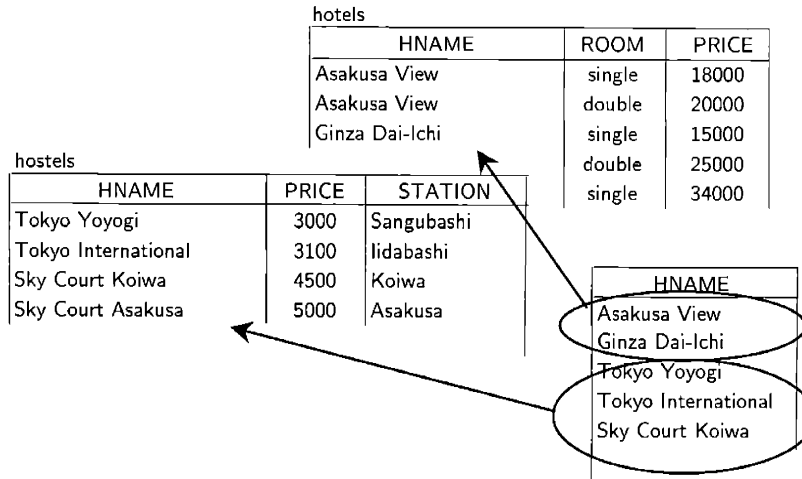 hotels
HNAME ROOM PRICE
Asakusa View single 18000
Asakusa View double 20000
Ginza Dai-Ichi single 15000
double 25000
single 34000
hostels
HNAME PRICE STATION
Tokyo Yoyogi 3000 Sangubashi
Tokyo International 3100 Iidabashi
Sky Court Koiwa 4500 Koiwa
Sky Court Asakusa 5000 Asakusa
HNAME
Asakusa View
Ginza Dai-Ichi
Tokyo Yoyogi
Tokyo International
Sky Court Koiwa